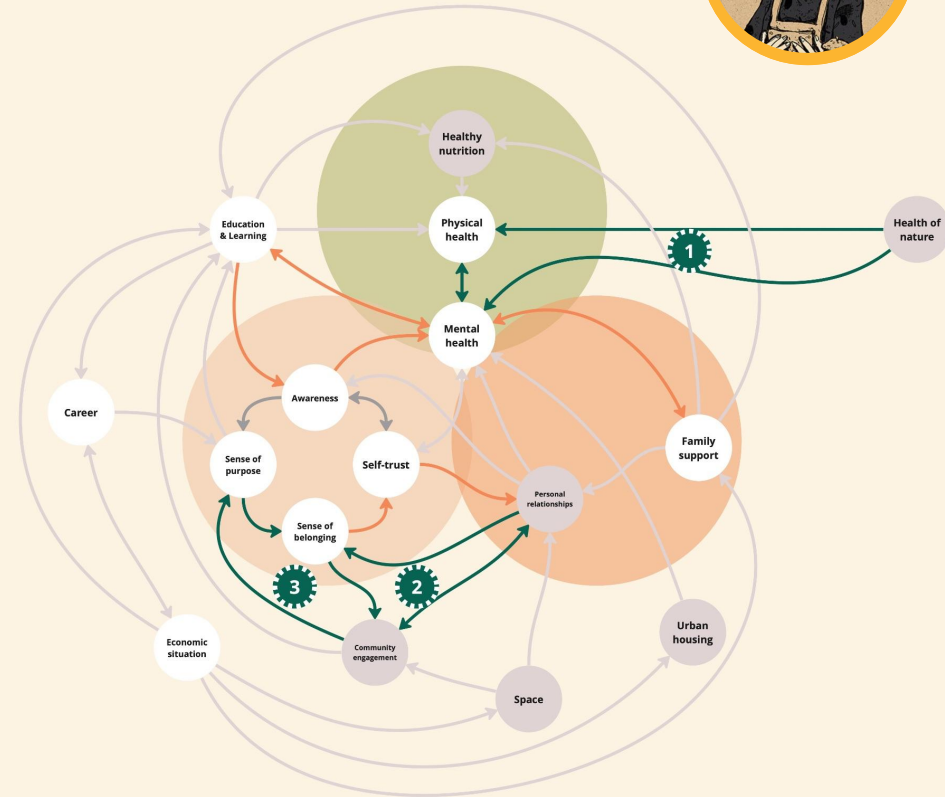 Healthy
nutrition
Education
& Learning
Physical
health
Health of
nature
1
Mental
health
Awareness
Career
Family
support
Sense of
purpose
Self-trust
Personal
relationships
Sense of
belonging
3
2
Urban
housing
Economic
situation
Community
engagement
Space